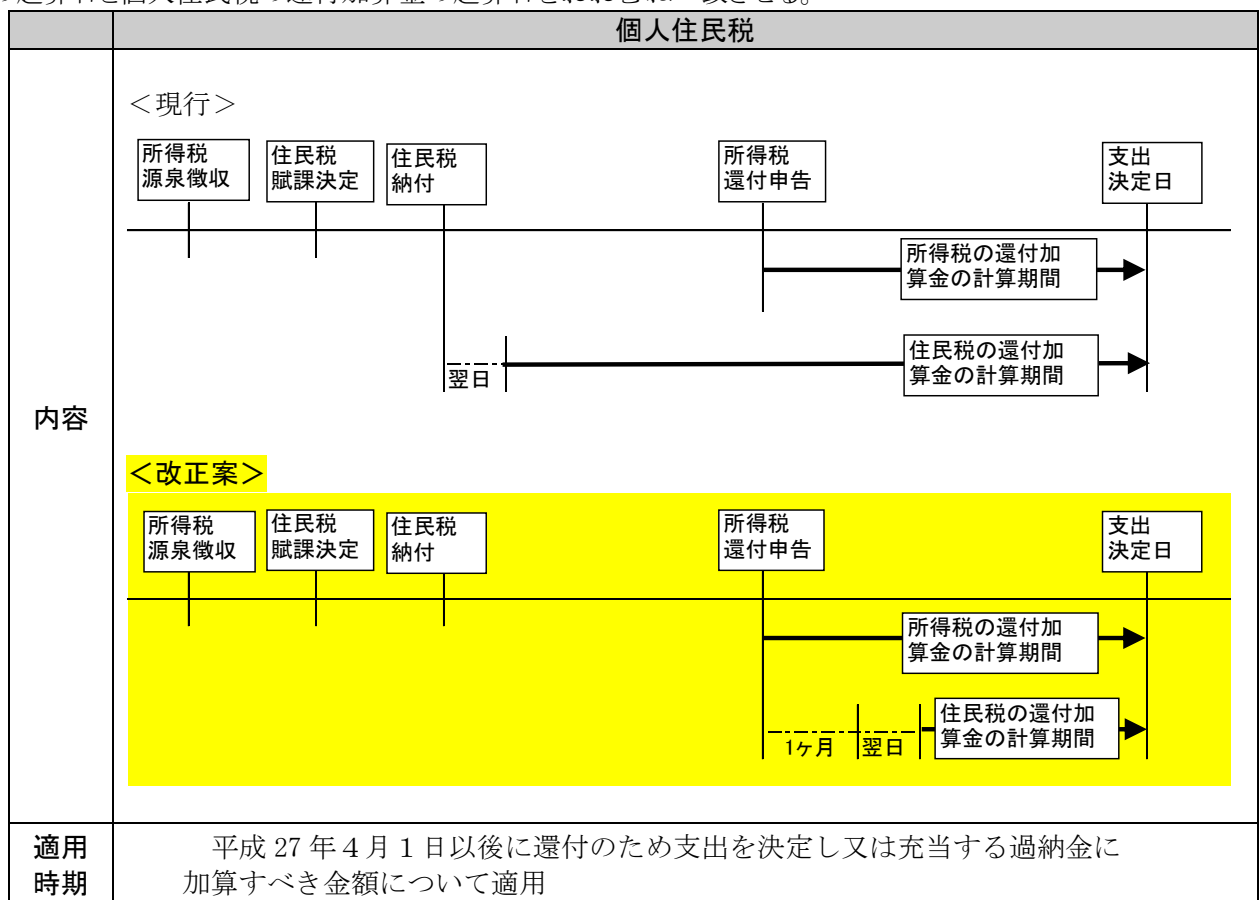 個人住民税
内容
＜現行＞
所得税
源泉徴収
住民税
賦課決定
住民税
納付
所得税
還付申告
支出
決定日
所得税の還付加
算金の計算期間
住民税の還付加
算金の計算期間
翌日
＜改正案＞
所得税
源泉徴収
住民税
賦課決定
住民税
納付
所得税
還付申告
支出
決定日
所得税の還付加
算金の計算期間
住民税の還付加
算金の計算期間
1ヶ月
翌日
適用
時期
平成 27 年４月１日以後に還付のため支出を決定し又は充当する過納金に
加算すべき金額について適用